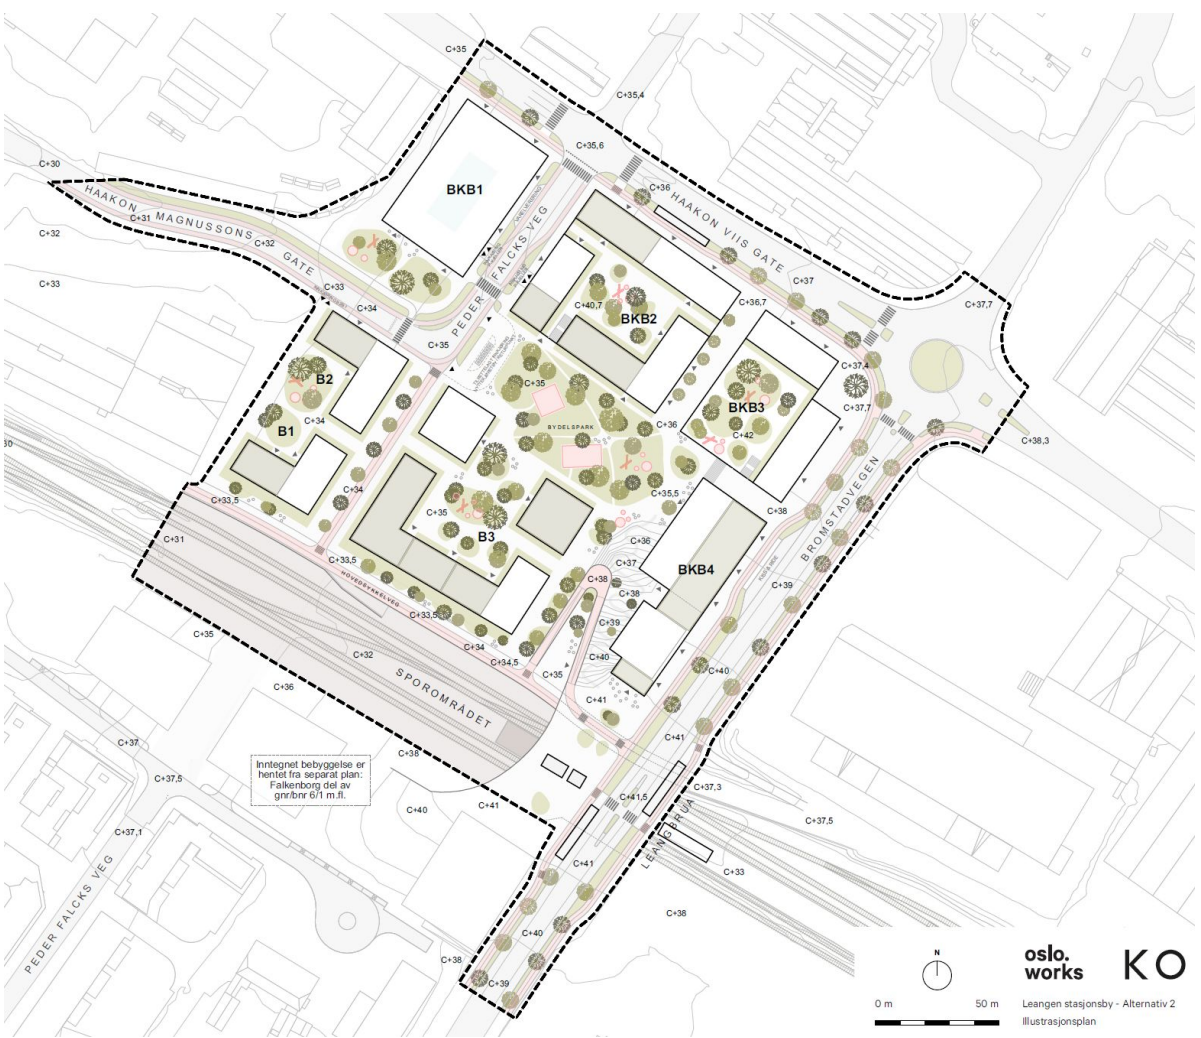 C+35
C+35,4
C+35,6
C+30
HAAKON MAGNUSSONS GATE
C+31
C+32
C+32
C+33
C+33
C+34
BKB1
PEDER FALCKS VEG
C+36
HAAKON VIIS GATE
C+37
C+37,7
C+36,7
C+40,7
BKB2
C+35
C+35
B2
B1
C+34
C+37,4
C+37,7
BKB3
C+42
C+36
BYDELSPARK
C+38,3
C+35,5
C+38
BROMSTADVEGEN
C+33,5
C+34
C+31
C+35
B3
C+36
BKB4
C+37
C+38
C+38
C+39
C+33,5
HOVEDSYKKELVEG
C+33,5
C+34
C+34,5
C+39
C+40
C+35
C+40
C+41
C+35
C+32
C+36
SPOROMRÅDET
C+41
C+38
C+37
C+37,5
Inntegnet bebyggelse er
hentet fra separat plan:
Falkenborg del av
gnr/bnr 6/1 m.fl.
C+40
C+41
C+41,5
C+37,3
C+37,5
LEANGBRUA
C+37,1
C+41
C+33
C+38
PEDER FALCKS VEG
C+40
C+38
C+39
N
oslo.
works
KO
0 m
50 m
Leangen stasjonsby - Alternativ 2
Illustrasjonsplan